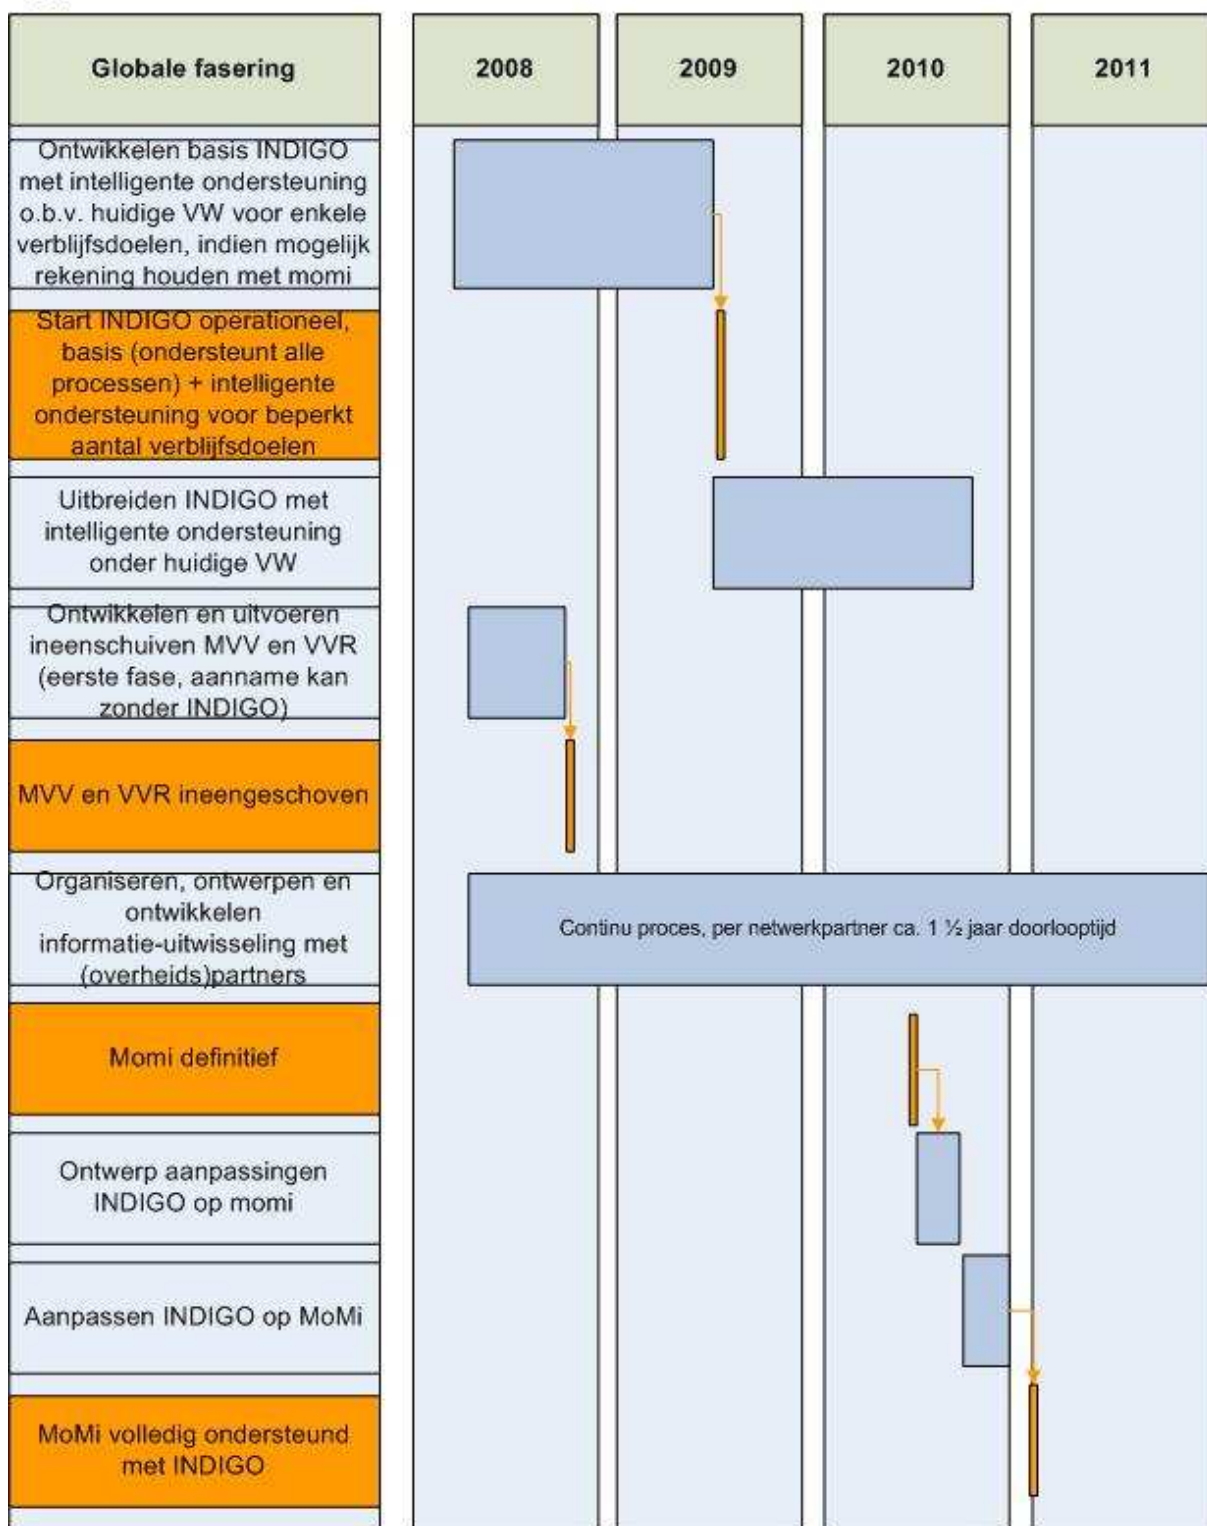 Globale fasering
2008
2009
2010
2011
Ontwikkelen basis INDIGO
met intelligente ondersteuning
o.b.v. huidige VW voor enkele
verblijfsdoelen, indien mogelijk
rekening houden met momi
Start INDIGO operationeel,
basis (ondersteunt alle
processen) + intelligente
ondersteuning voor beperkt
aantal verblijfsdoelen
Uitbreiden INDIGO met
intelligente ondersteuning
onder huidige VW
Ontwikkelen en uitvoeren
ineenschuiven MVV en VVR
(eerste fase, aanname kan
zonder INDIGO)
MVV en VVR ineengeschoven
Organiseren, ontwerpen en
ontwikkelen
informatie-uitwisseling met
(overheids)partners
Continu proces, per netwerkpartner ca. 1 ½ jaar doorlooptijd
Momi definitief
Ontwerp aanpassingen
INDIGO op momi
Aanpassen INDIGO op MoMi
MoMi volledig ondersteund
met INDIGO